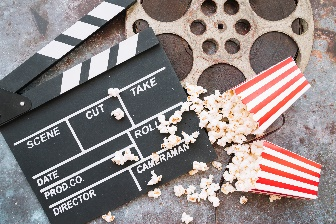 SCENE CUT TAKE
DATE ROLL
PROD.CO. CAMERAMAN
DIRECTOR